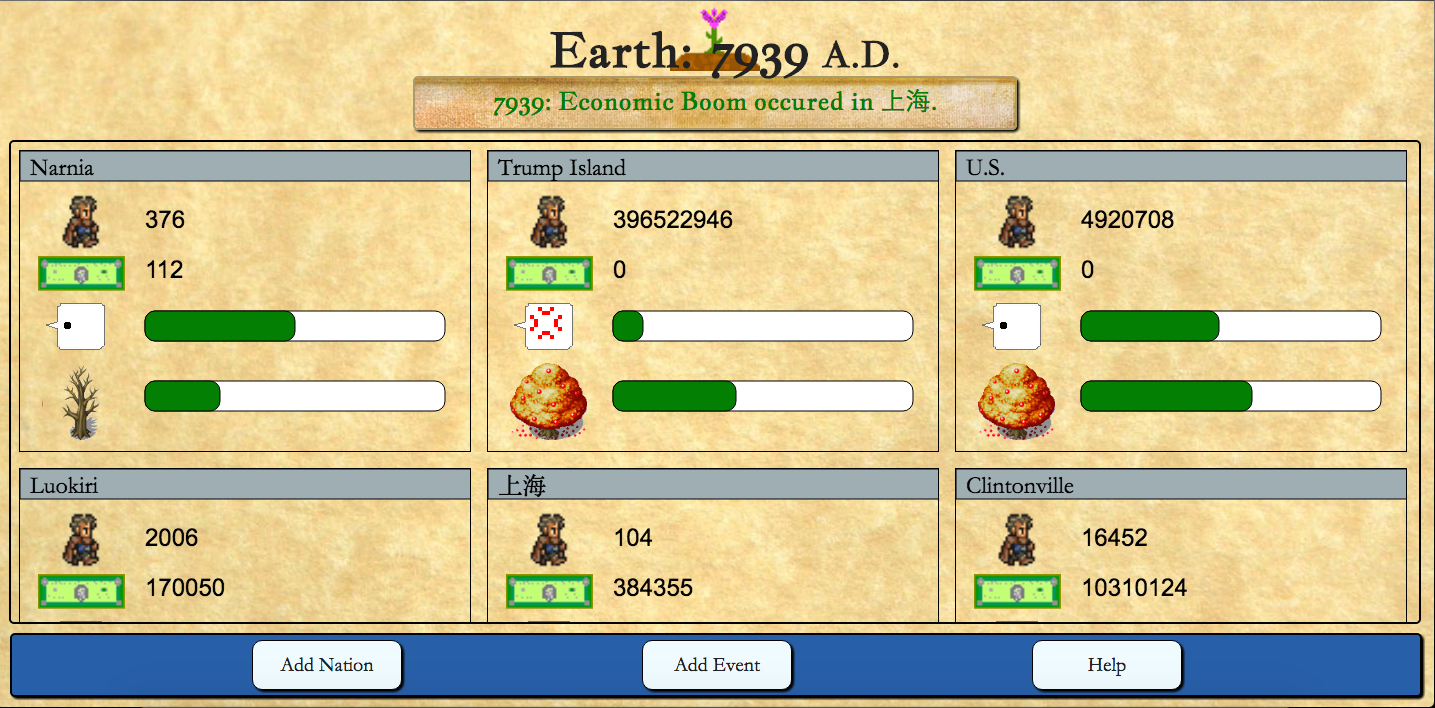 Earth: 7939 A.D.
7939: Economic Boom occured in 上海.
Narnia
376
112
Trump Island
396522946
0
U.S.
4920708
0
Luokiri
2006
170050
上海
104
384355
Clintonville
16452
10310124
Add Nation
Add Event
Help